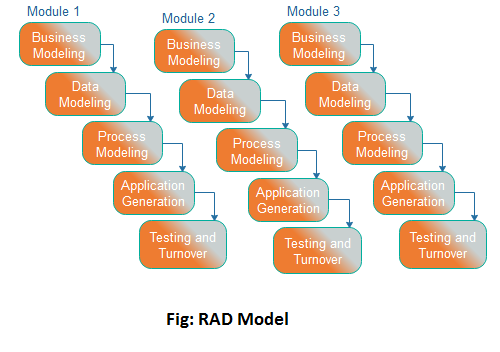 Module 1
Business
Modeling
Data
Modeling
Process
Modeling
Application
Generation
Testing and
Turnover
Module 2
Business
Modeling
Data
Modeling
Process
Modeling
Application
Generation
Testing and
Turnover
Module 3
Business
Modeling
Data
Modeling
Process
Modeling
Application
Generation
Testing and
Turnover
Fig: RAD Model